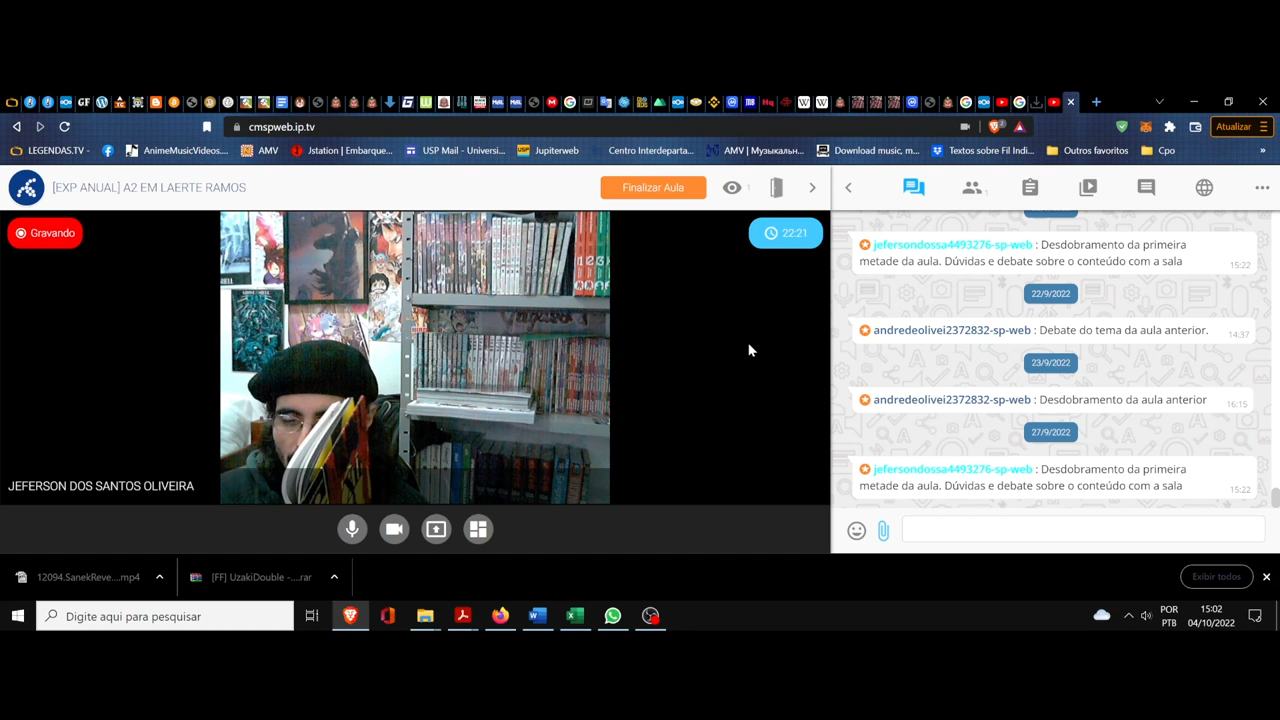 cmspweb.ip.tv
Atualizar
LEGENDAS.TV -
AnimeMusicVideos....
AMV
Jstation | Embarque...
USP Mail - Universi...
Jupiterweb
Centro Interdeparta...
AMV | Музыкальн...
Download music, m...
Textos sobre Fil Indi...
Outros favoritos
Cpo
»
[EXP ANUAL] A2 EM LAERTE RAMOS
Finalizar Aula
1
1
Gravando
22:21
JEFERSON DOS SANTOS OLIVEIRA
jefersondossa4493276-sp-web : Desdobramento da primeira
metade da aula. Dúvidas e debate sobre o conteúdo com a sala
15:22
22/9/2022
andredeolivei2372832-sp-web : Debate do tema da aula anterior.
14:37
23/9/2022
andredeolivei2372832-sp-web : Desdobramento da aula anterior
16:15
27/9/2022
jefersondossa4493276-sp-web : Desdobramento da primeira
metade da aula. Dúvidas e debate sobre o conteúdo com a sala
15:22
12094.SanekReve....mp4
[FF] UzakiDouble -....rar
Exibir todos
Digite aqui para pesquisar
POR
PTB
15:02
04/10/2022